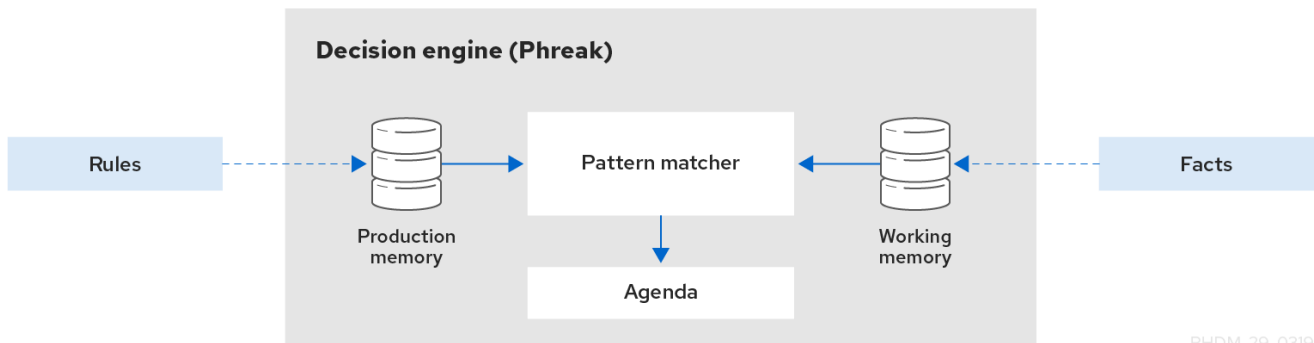 Decision engine (Phreak)
Rules
Pattern matcher
Facts
Production
memory
Working
memory
Agenda